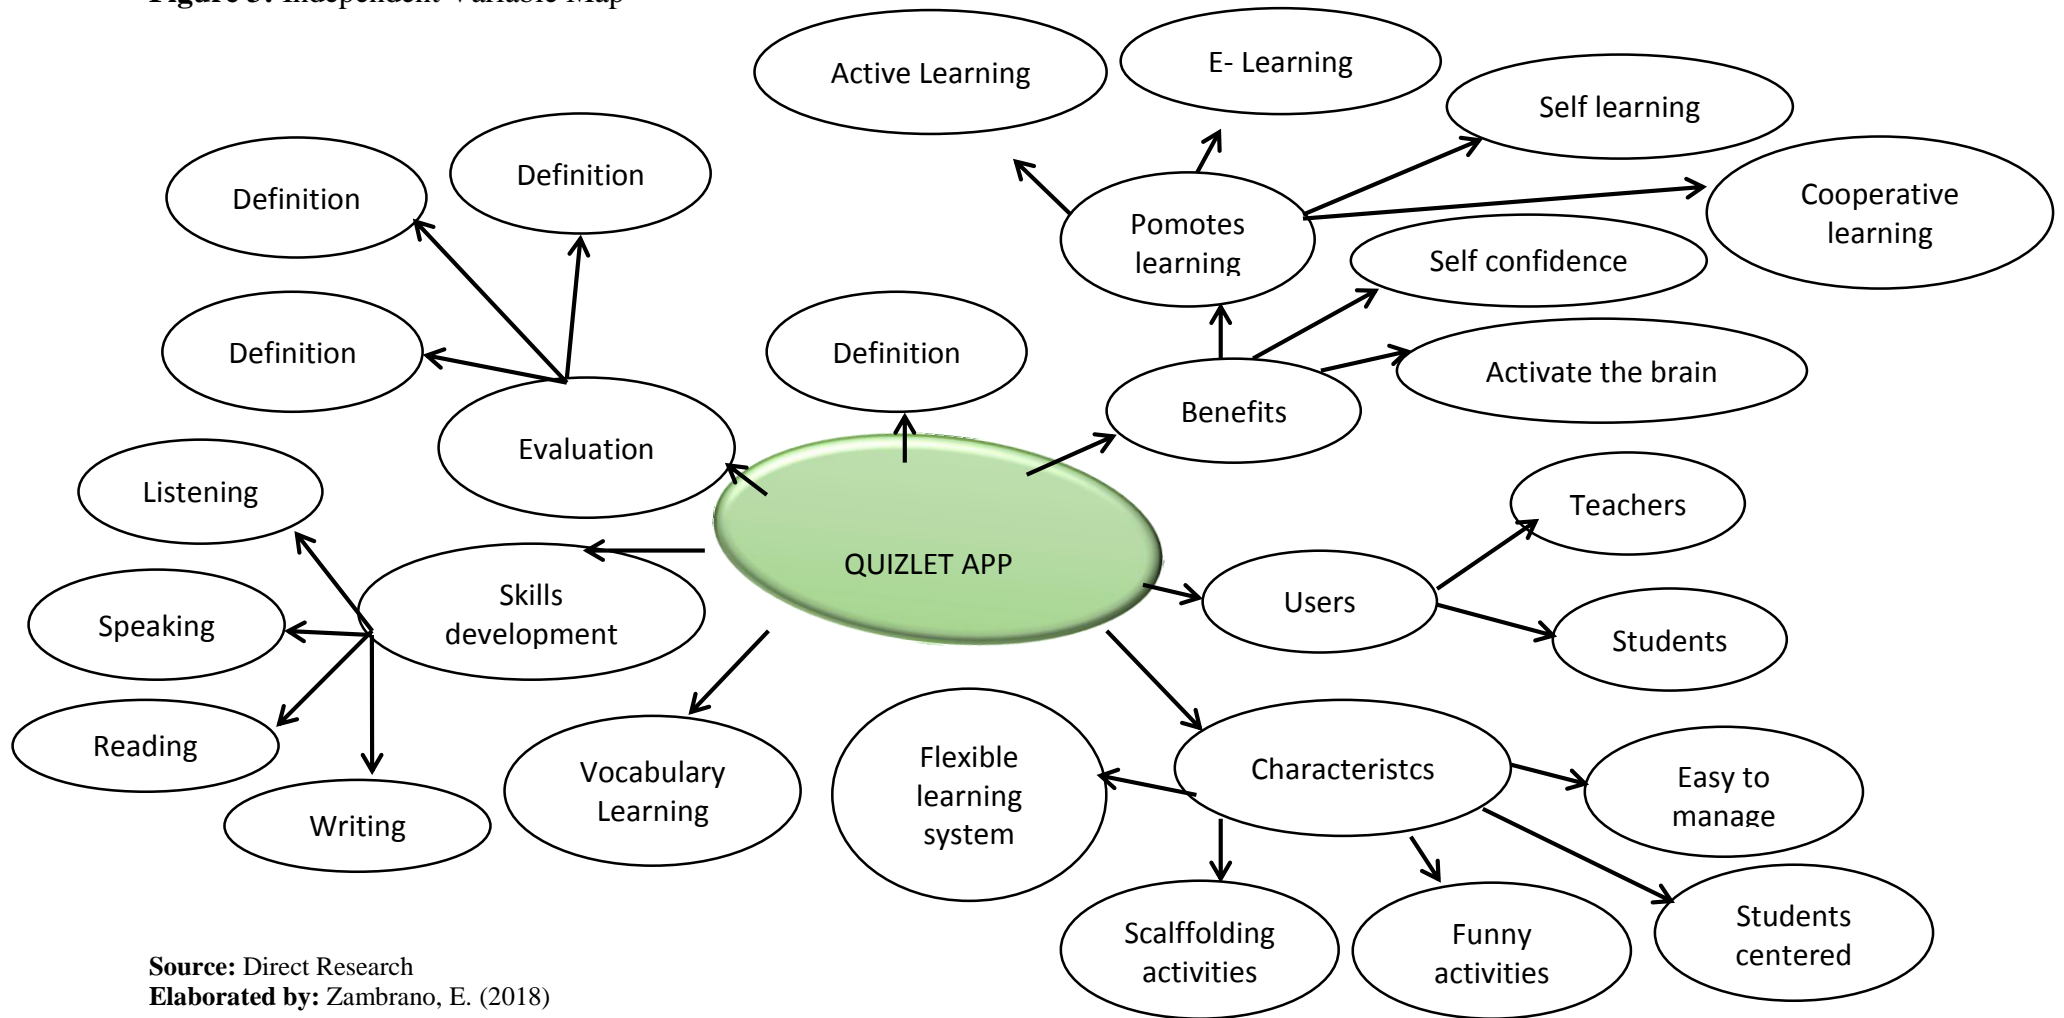 Figure 3: Independent Variable Map
Active Learning
E- Learning
Self learning
Cooperative
learning
Definition
Definition
Pomotes
learning
Self confidence
Definition
Definition
Activate the brain
Benefits
Evaluation
Listening
Teachers
QUIZLET APP
Skills
development
Users
Speaking
Students
Reading
Vocabulary
Learning
Flexible
learning
system
Characteristcs
Easy to
manage
Writing
Scalffolding
activities
Funny
activities
Students
centered
Source: Direct Research
Elaborated by: Zambrano, E. (2018)